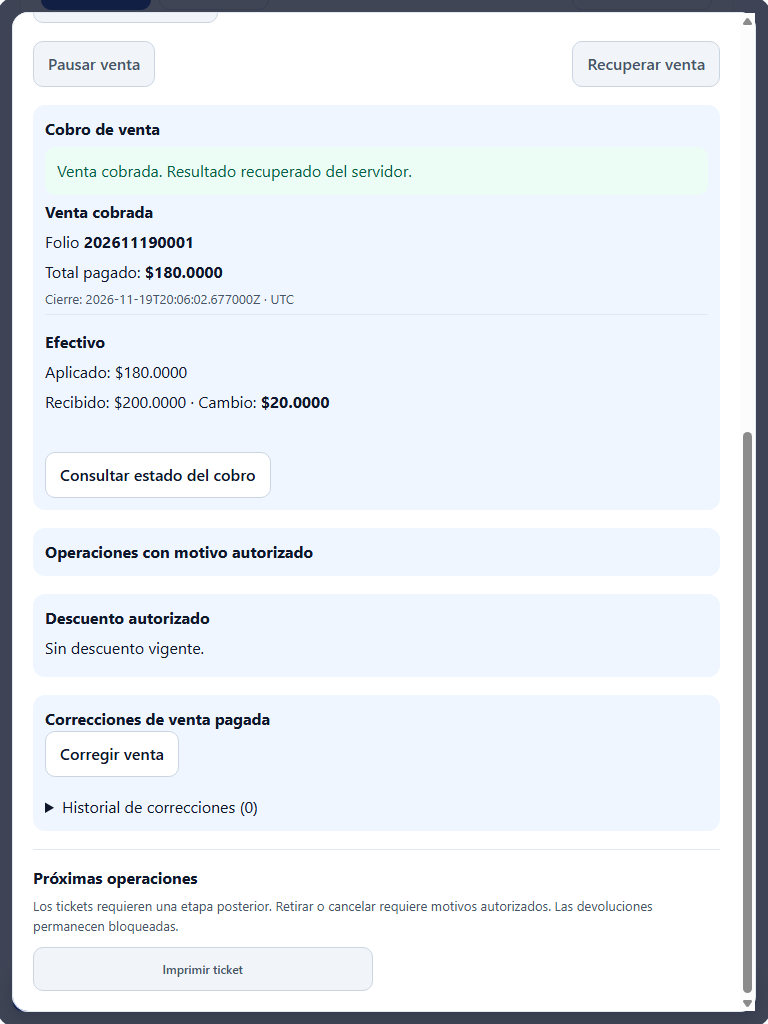 Pausar venta
Recuperar venta
Cobro de venta
Venta cobrada. Resultado recuperado del servidor.
Venta cobrada
Folio 202611190001
Total pagado: $180.0000
Cierre: 2026-11-19T20:06:02.677000Z · UTC
Efectivo
Aplicado: $180.0000
Recibido: $200.0000 · Cambio: $20.0000
Consultar estado del cobro
Operaciones con motivo autorizado
Descuento autorizado
Sin descuento vigente.
Correcciones de venta pagada
Corregir venta
Historial de correcciones (0)
Próximas operaciones
Los tickets requieren una etapa posterior. Retirar o cancelar requiere motivos autorizados. Las devoluciones
permanecen bloqueadas.
Imprimir ticket